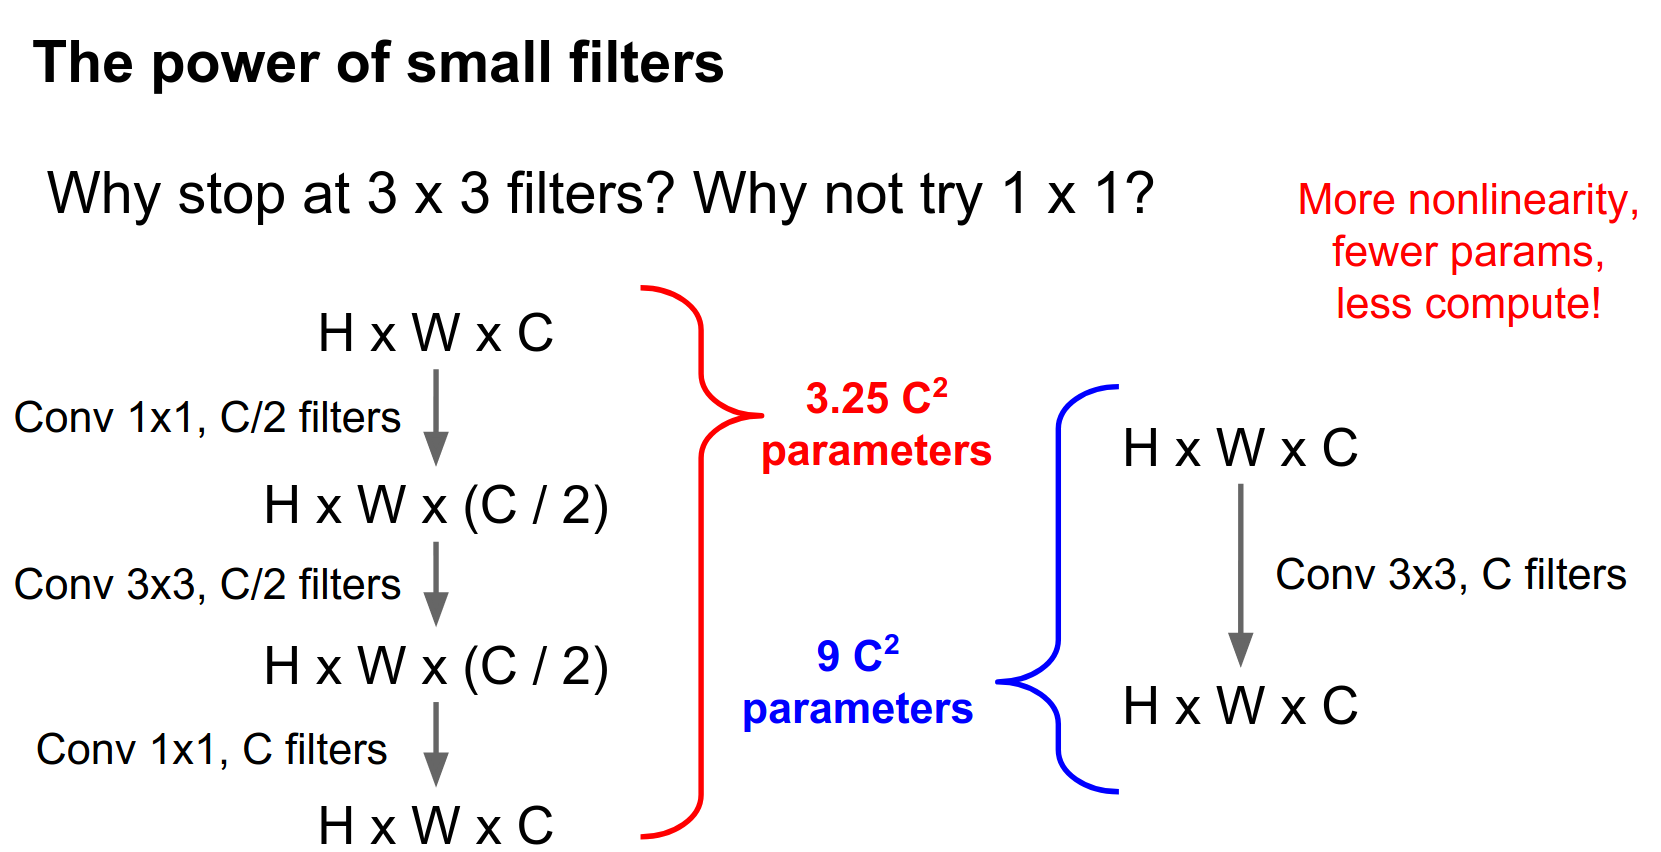 The power of small filters
Why stop at 3 x 3 filters? Why not try 1 x 1?
More nonlinearity,
fewer params,
less compute!
H x W x C
Conv 1x1, C/2 filters
H x W x (C / 2)
Conv 3x3, C/2 filters
H x W x (C / 2)
Conv 1x1, C filters
H x W x C
3.25 C²
parameters
9 C²
parameters
H x W x C
Conv 3x3, C filters
H x W x C